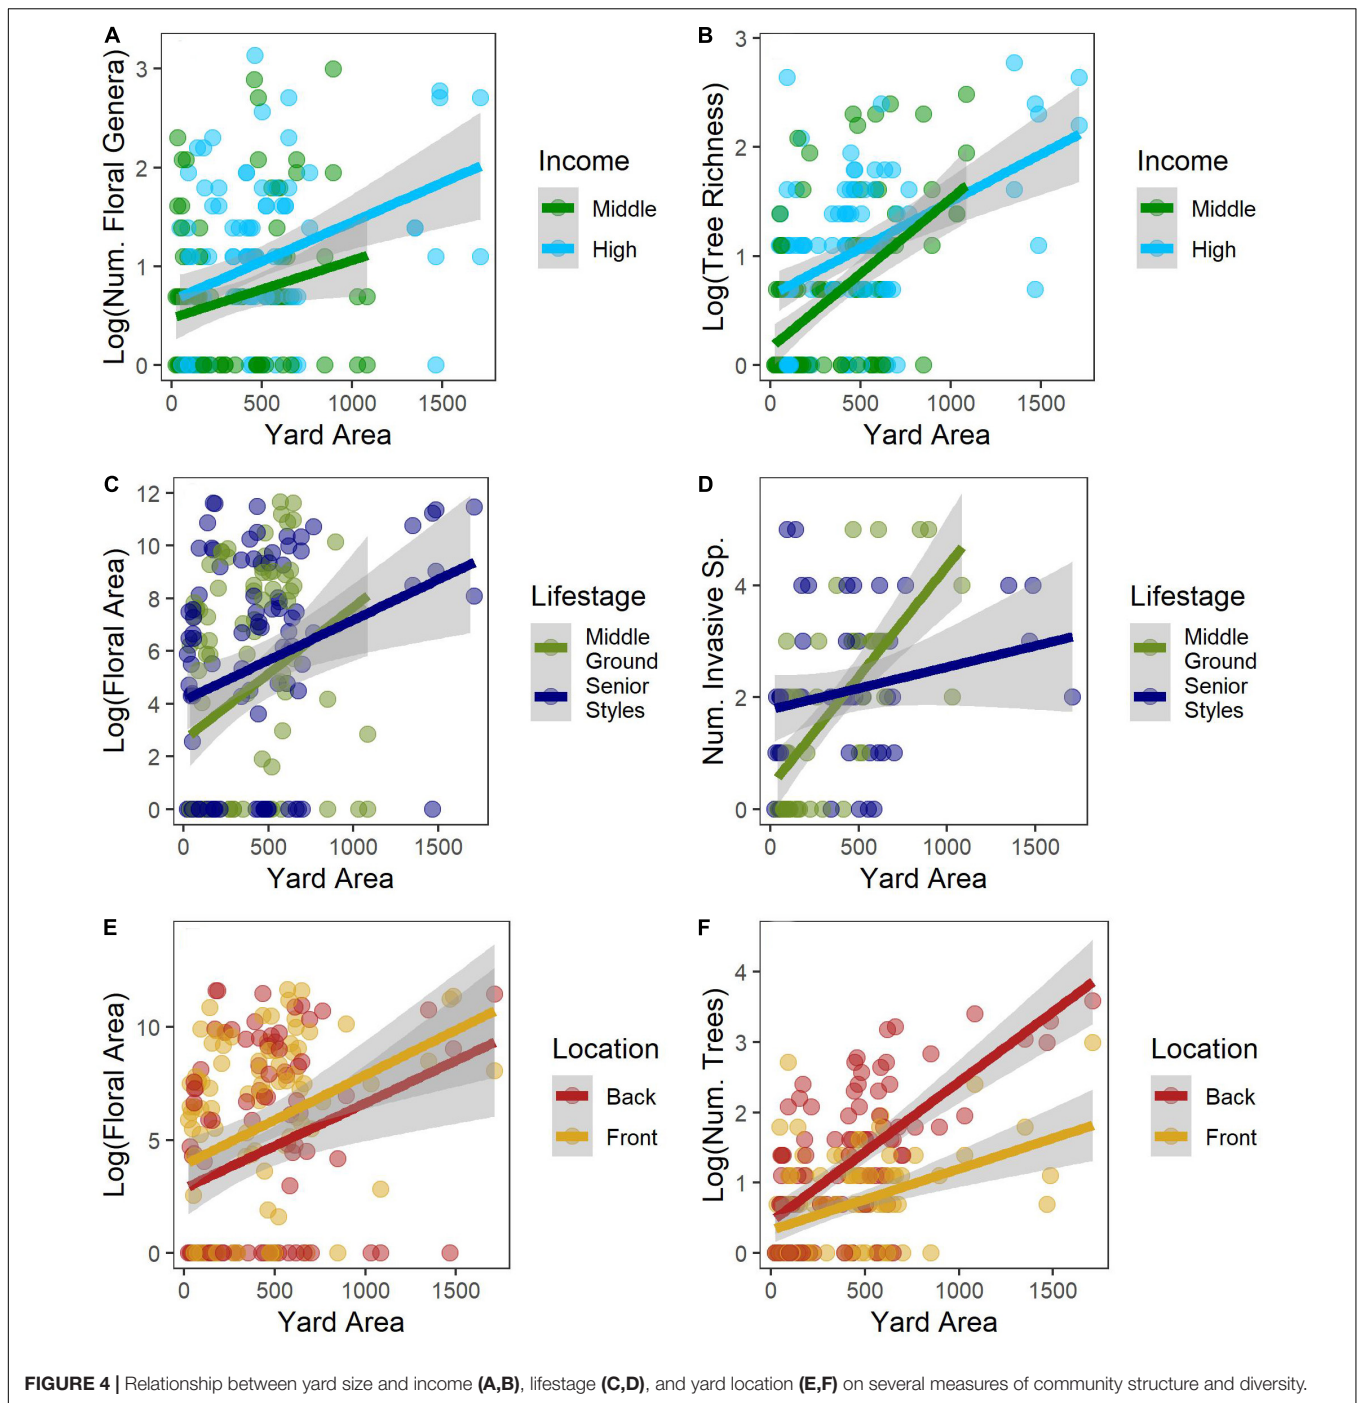 A
Log(Num. Floral Genera)
3
2
1
0
0 500 1000 1500
Yard Area
Income
Middle
High
B
Log(Tree Richness)
3
2
1
0
0 500 1000 1500
Yard Area
Income
Middle
High
C
Log(Floral Area)
12
10
8
6
4
2
0
0 500 1000 1500
Yard Area
Lifestage
Middle
Ground
Senior
Styles
D
Num. Invasive Sp.
4
2
0
0 500 1000 1500
Yard Area
Lifestage
Middle
Ground
Senior
Styles
E
Log(Floral Area)
10
5
0
0 500 1000 1500
Yard Area
Location
Back
Front
F
Log(Num. Trees)
4
3
2
1
0
0 500 1000 1500
Yard Area
Location
Back
Front
FIGURE 4 | Relationship between yard size and income (A,B), lifestage (C,D), and yard location (E,F) on several measures of community structure and diversity.